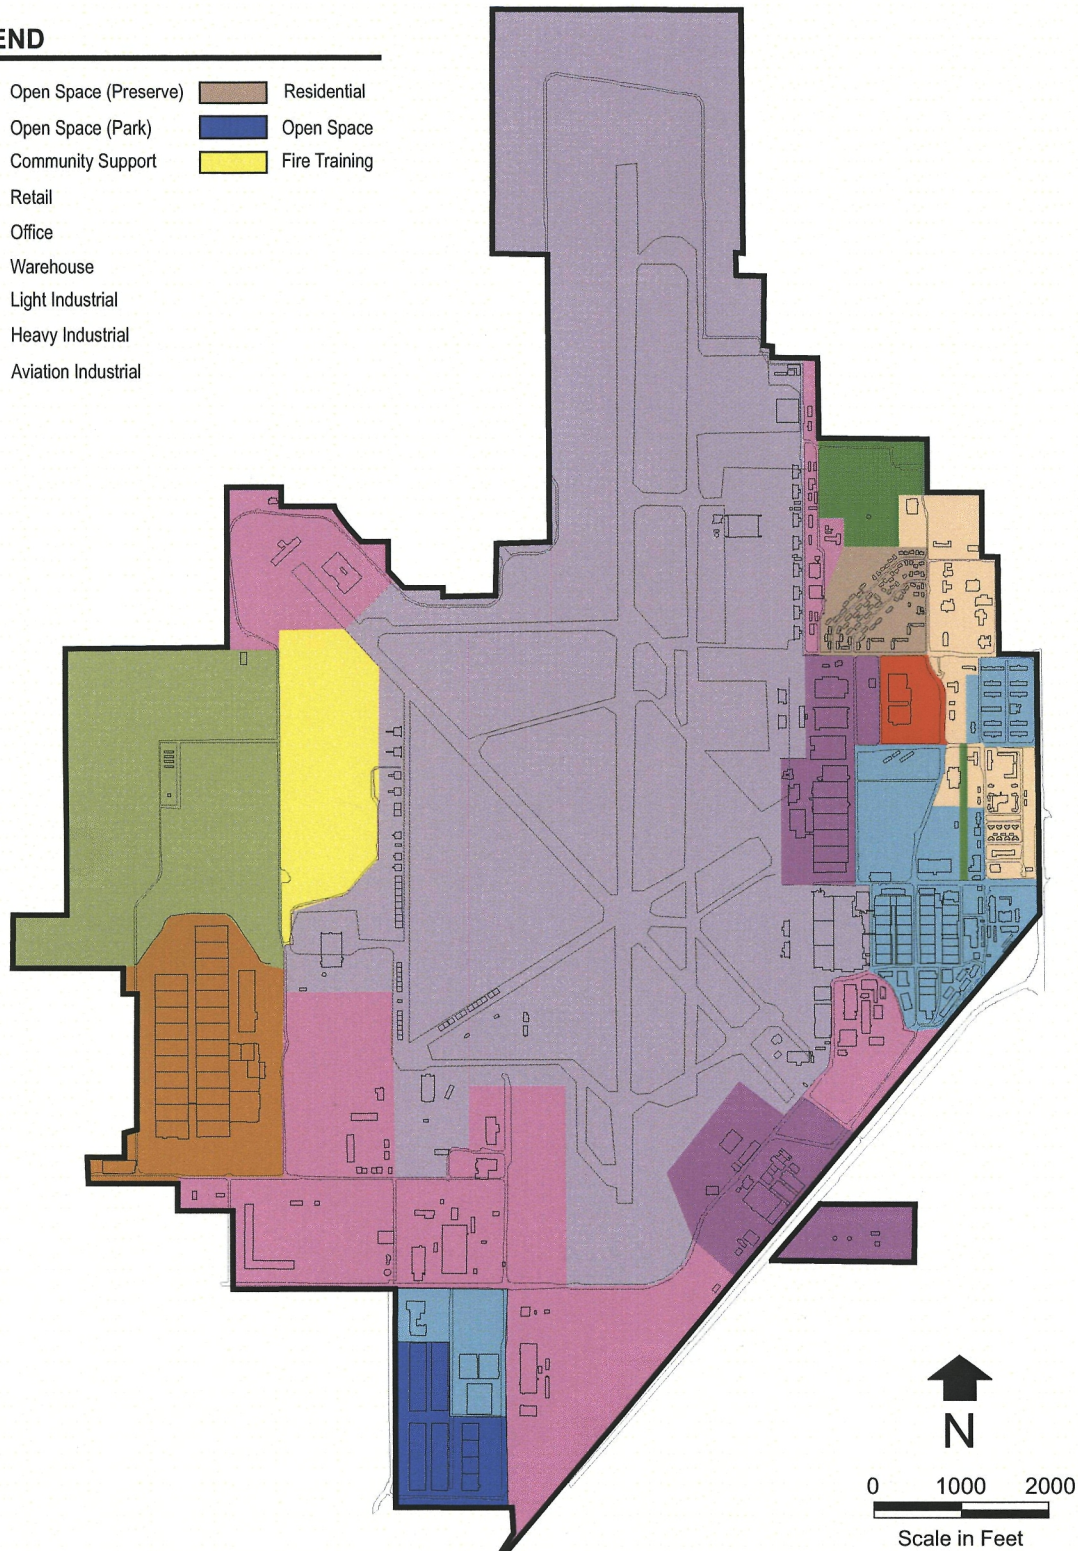 END
Open Space (Preserve)
Residential
Open Space (Park)
Open Space
Community Support
Fire Training
Retail
Office
Warehouse
Light Industrial
Heavy Industrial
Aviation Industrial
N
0 1000 2000
Scale in Feet